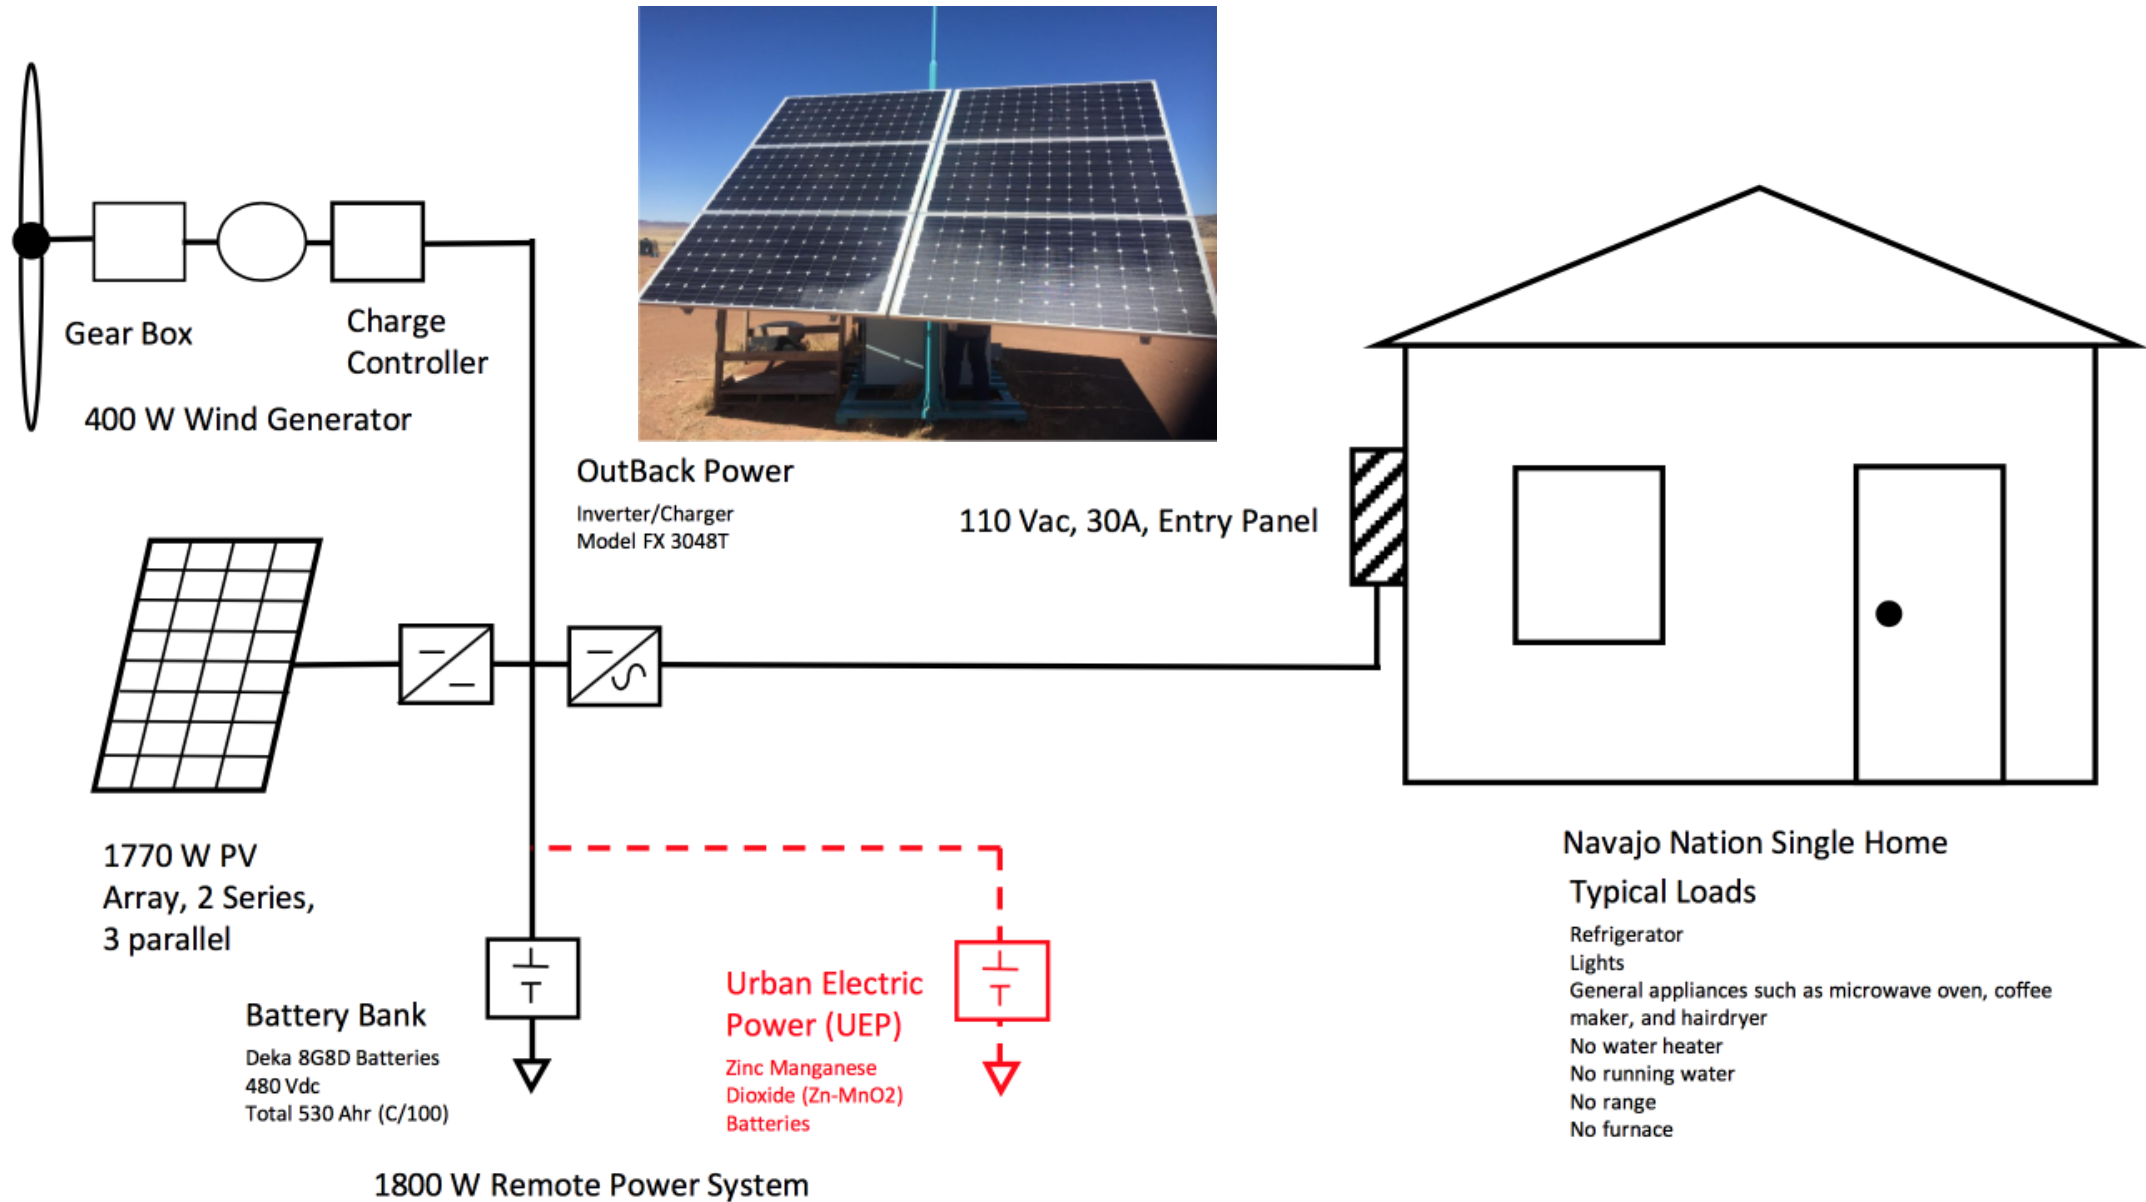 Gear Box
Charge
Controller
400 W Wind Generator
OutBack Power
Inverter/Charger
Model FX 3048T
110 Vac, 30A, Entry Panel
1770 W PV
Array, 2 Series,
3 parallel
Battery Bank
Deka 8G8D Batteries
480 Vdc
Total 530 Ahr (C/100)
Urban Electric
Power (UEP)
Zinc Manganese
Dioxide (Zn-MnO2)
Batteries
1800 W Remote Power System
Navajo Nation Single Home
Typical Loads
Refrigerator
Lights
General appliances such as microwave oven, coffee
maker, and hairdryer
No water heater
No running water
No range
No furnace